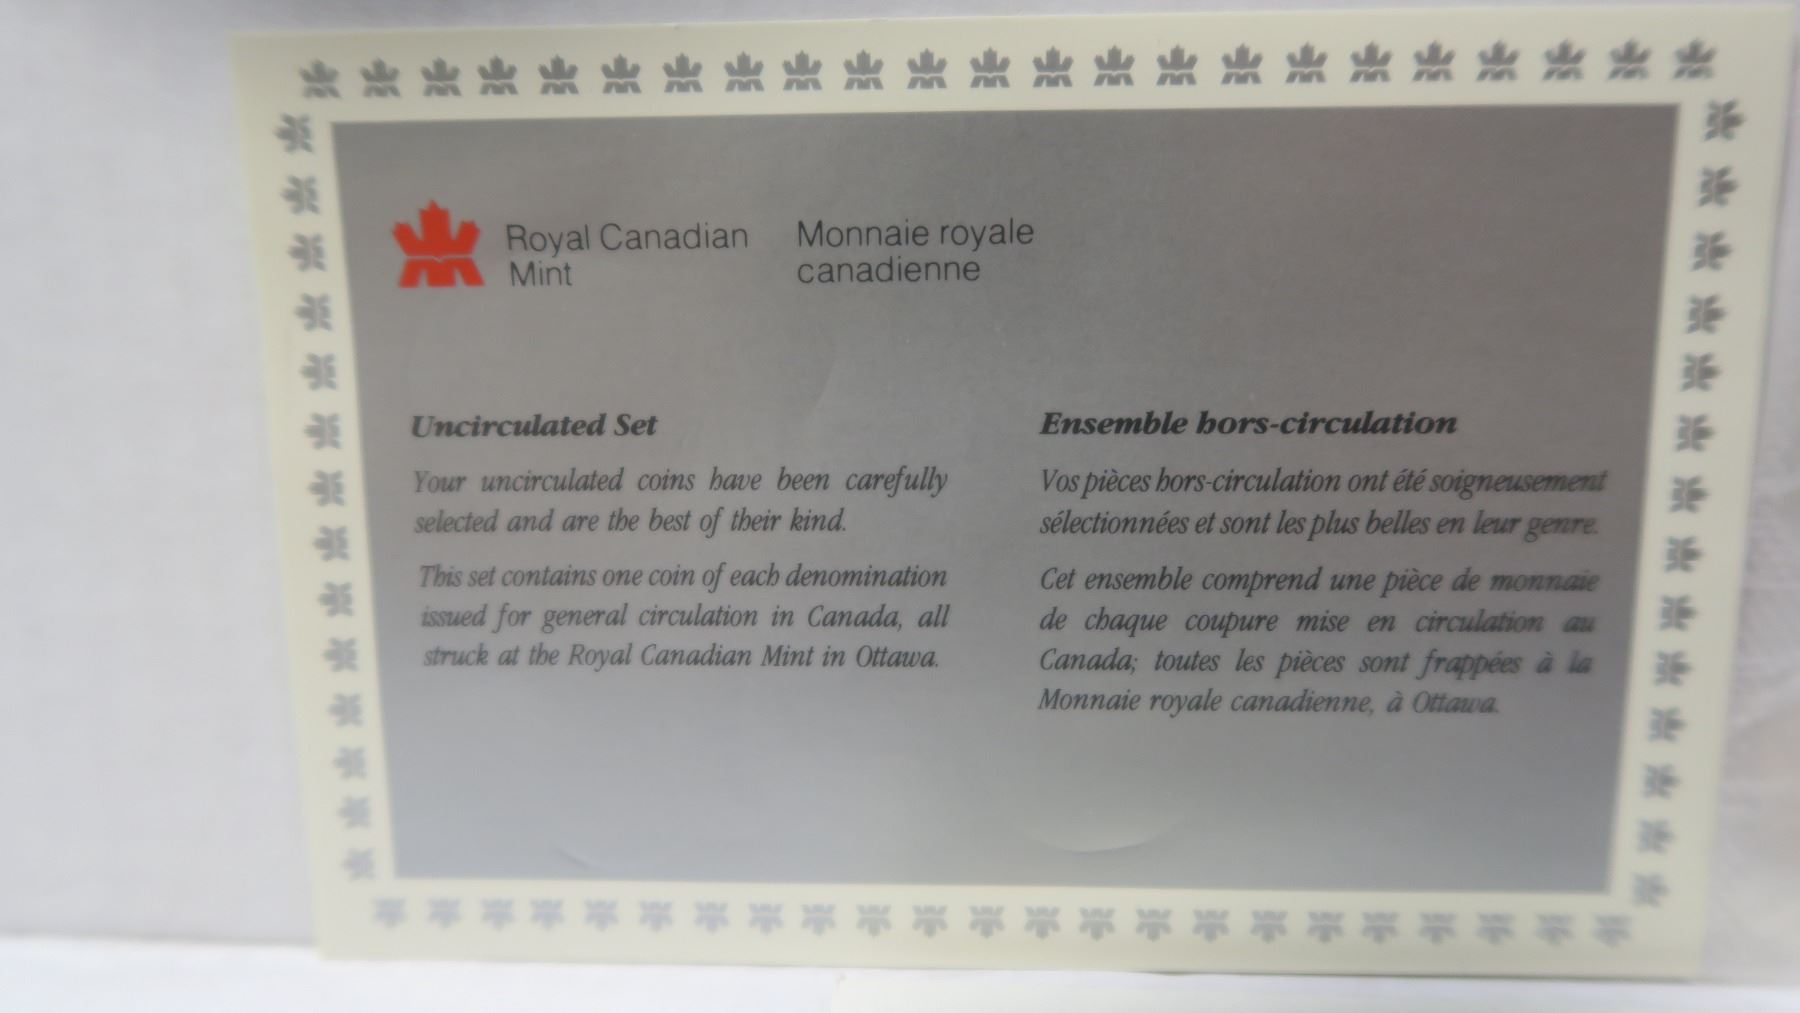 Royal Canadian
Mint
Monnaie royale
canadienne
Uncirculated Set
Your uncirculated coins have been carefully
selected and are the best of their kind.
This set contains one coin of each denomination
issued for general circulation in Canada, all
struck at the Royal Canadian Mint in Ottawa.
Ensemble hors-circulation
Vos pièces hors-circulation ont été soigneusement
sélectionnées et sont les plus belles en leur genre.
Cet ensemble comprend une pièce de monnaie
de chaque coupure mise en circulation au
Canada; toutes les pièces sont frappées à la
Monnaie royale canadienne, à Ottawa.